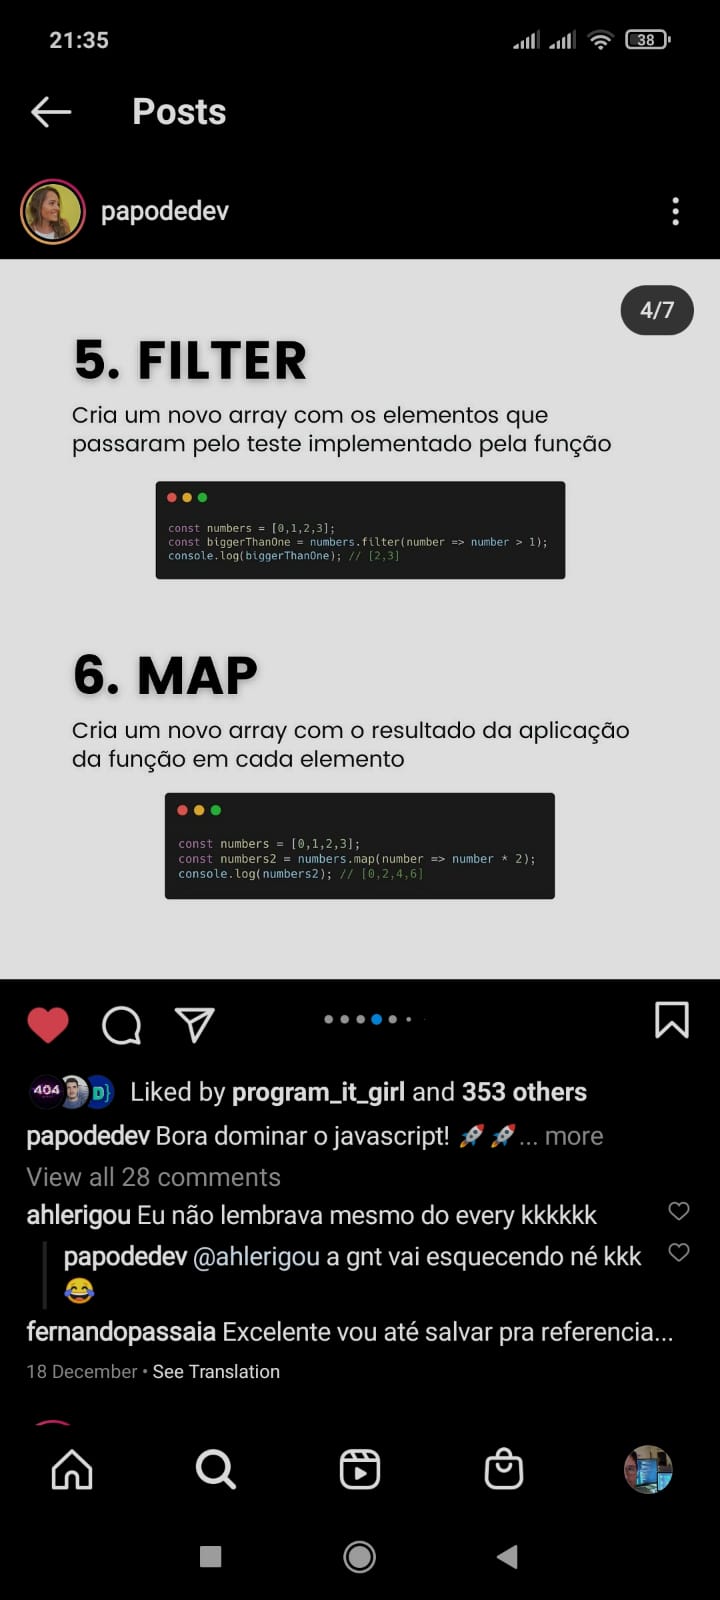 21:35
38
Posts
papodedev
4/7
5. FILTER
Cria um novo array com os elementos que
passaram pelo teste implementado pela função
const numbers = [0,1,2,3];
const biggerThanOne = numbers.filter(number => number > 1);
console.log(biggerThanOne); // [2,3]
6. MAP
Cria um novo array com o resultado da aplicação
da função em cada elemento
const numbers = [0,1,2,3];
const numbers2 = numbers.map(number => number * 2);
console.log(numbers2); // [0,2,4,6]
404 D} Liked by program_it_girl and 353 others
papodedev Bora dominar o javascript! 🚀 🚀... more
View all 28 comments
ahlerigou Eu não lembrava mesmo do every kkkkkk
papodedev @ahlerigou a gnt vai esquecendo né kkk
😂
fernandopassaia Excelente vou até salvar pra referencia...
18 December • See Translation